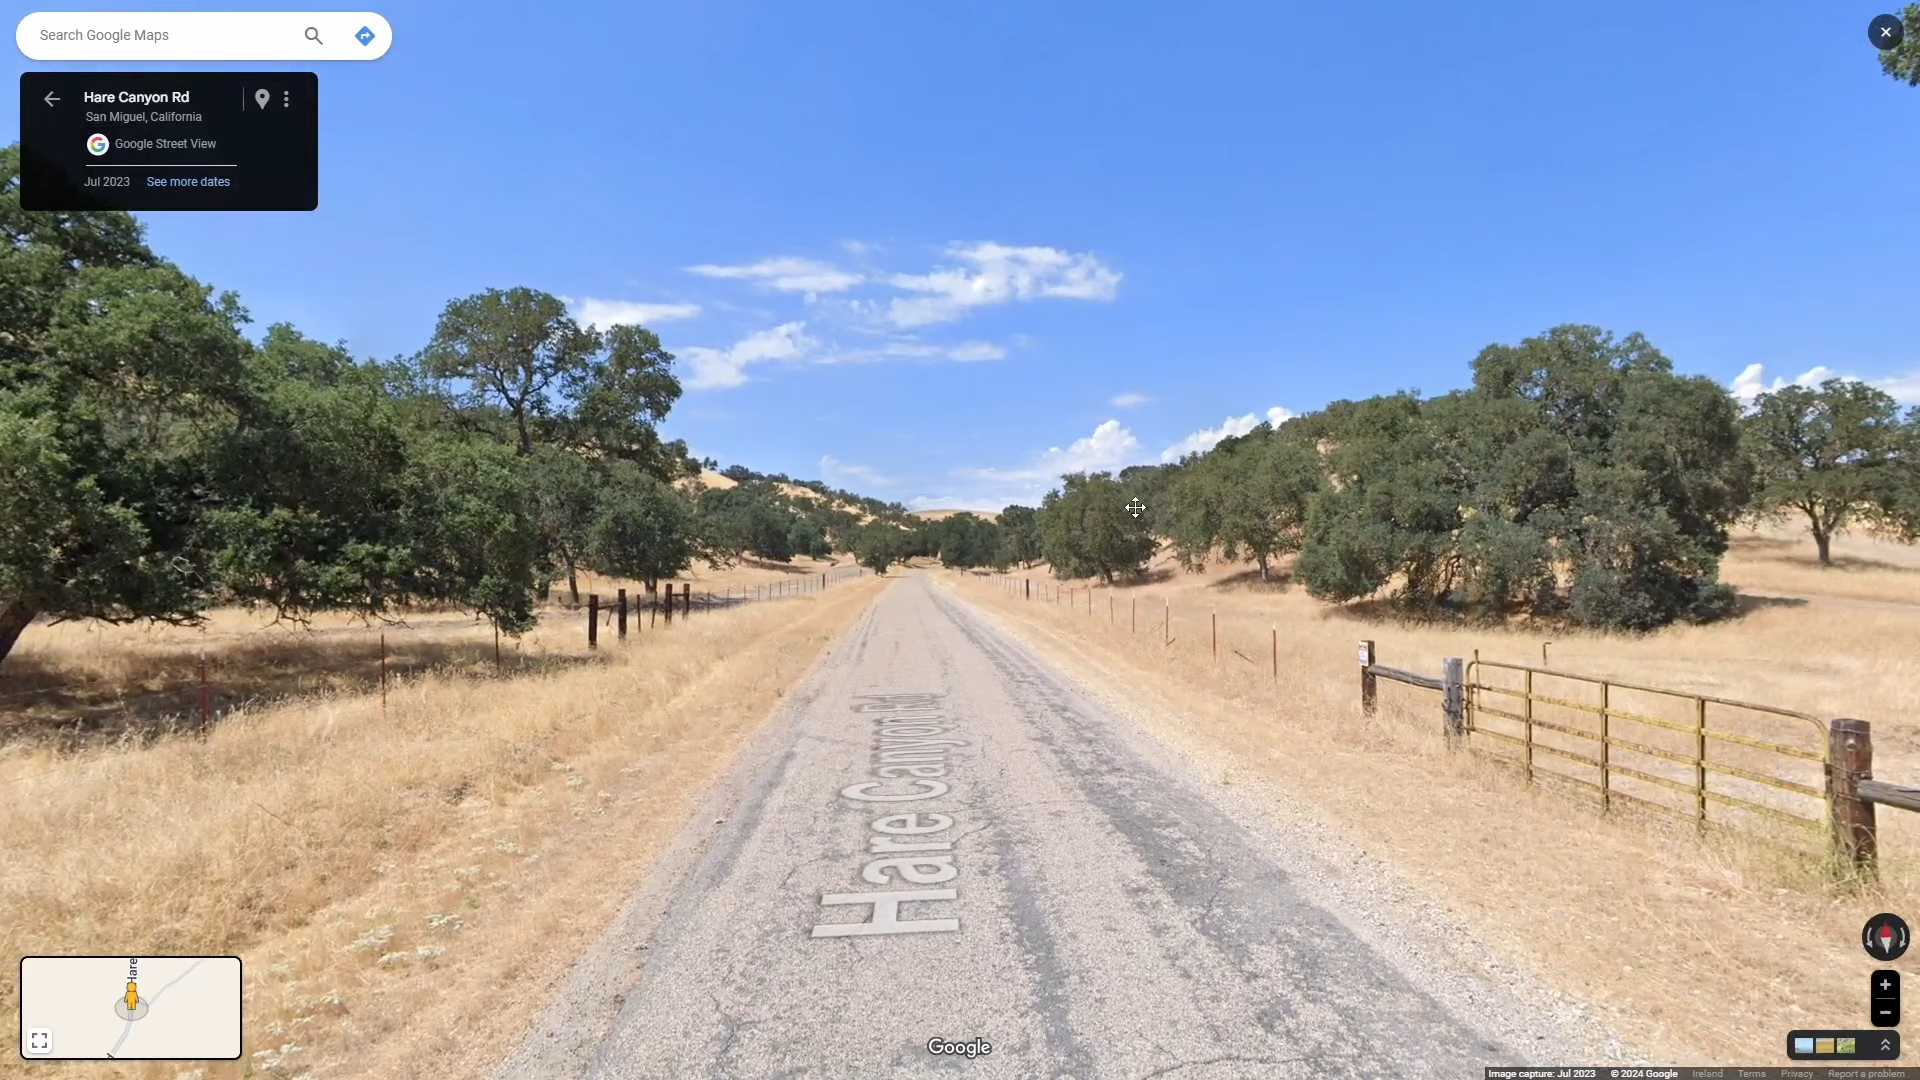 Search Google Maps
Hare Canyon Rd
San Miguel, California
Google Street View
Jul 2023 See more dates
Hare Canyon Rd
Hare
Google
Image capture: Jul 2023 © 2024 Google Ireland Terms Privacy Report a problem